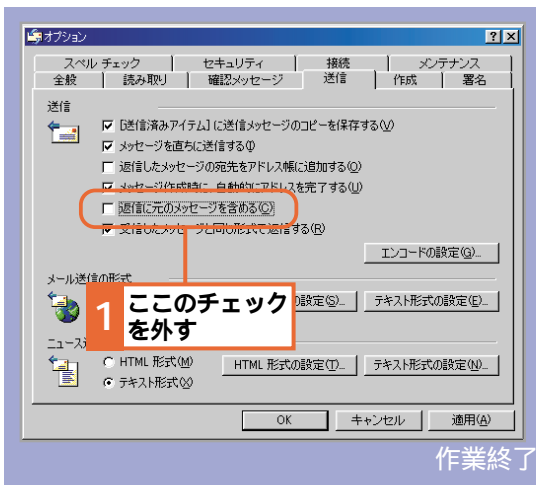 オプション
スペル チェック セキュリティ 接続 メンテナンス
全般 読み取り 確認メッセージ 送信 作成 署名
送信
[送信済みアイテム] に送信メッセージのコピーを保存する(V)
メッセージを直ちに送信する(I)
返信したメッセージの宛先をアドレス帳に追加する(O)
メッセージ作成時に、自動的にアドレスを完了する(U)
返信に元のメッセージを含める(C)
受信したメッセージと同じ形式で返信する(R)
エンコードの設定(G)...
メール送信の形式
設定(S)... テキスト形式の設定(E)...
1 ここのチェック
を外す
ニュース
HTML 形式(M) HTML 形式の設定(T)... テキスト形式の設定(N)...
テキスト形式(X)
OK キャンセル 適用(A)
作業終了